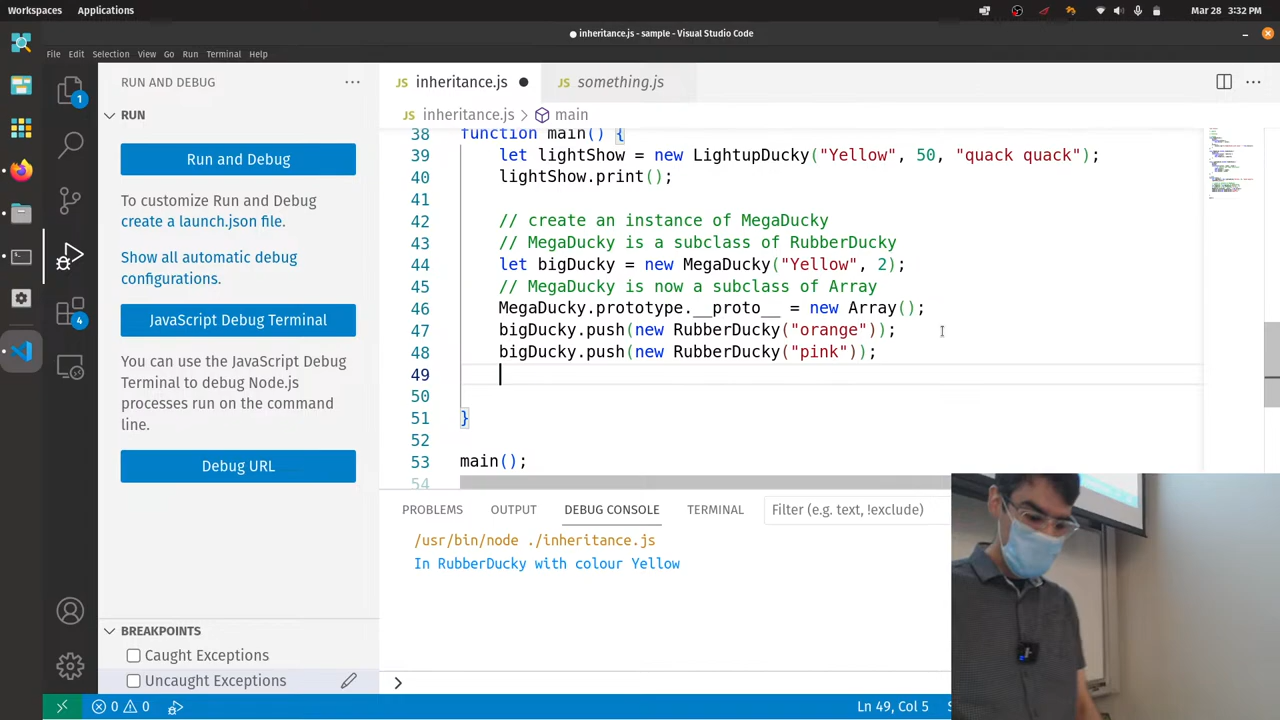 Workspaces Applications Mar 28 3:32 PM
inheritance.js - sample - Visual Studio Code
File Edit Selection View Go Run Terminal Help
RUN AND DEBUG
JS inheritance.js
JS something.js
1
RUN
JS inheritance.js > main
Run and Debug
To customize Run and Debug
create a launch.json file.
Show all automatic debug
configurations.
4
JavaScript Debug Terminal
You can use the JavaScript Debug
Terminal to debug Node.js
processes run on the command
line.
Debug URL
38 function main() {
39 let lightShow = new LightupDucky("Yellow", 50, "quack quack");
40 lightShow.print();
41
42 // create an instance of MegaDucky
43 // MegaDucky is a subclass of RubberDucky
44 let bigDucky = new MegaDucky("Yellow", 2);
45 // MegaDucky is now a subclass of Array
46 MegaDucky.prototype.__proto__ = new Array();
47 bigDucky.push(new RubberDucky("orange"));
48 bigDucky.push(new RubberDucky("pink"));
49
50
51 }
52
53 main();
54
PROBLEMS OUTPUT DEBUG CONSOLE TERMINAL Filter (e.g. text, !exclude)
/usr/bin/node ./inheritance.js
In RubberDucky with colour Yellow
BREAKPOINTS
Caught Exceptions
Uncaught Exceptions
0 0
Ln 49, Col 5